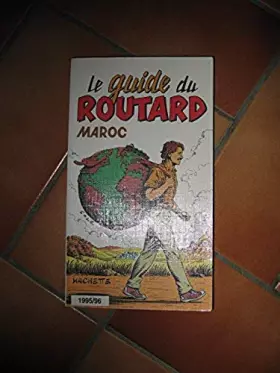 Le guide du
ROUTARD
MAROC
HACHETTE
1995/96